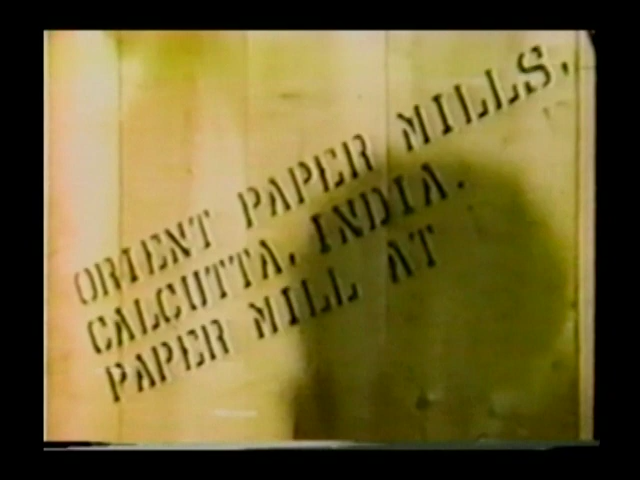 ORIENT PAPER MILLS.
CALCUTTA. INDIA.
PAPER MILL AT